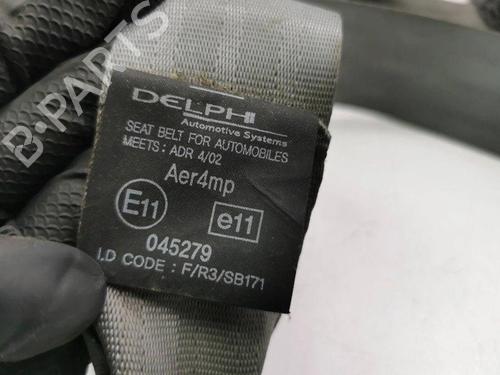 B-PARTS
DELPHI
Automotive Systems
SEAT BELT FOR AUTOMOBILES
MEETS: ADR 4/02
Aer4mp
E11 e11
045279
I.D CODE : F/R3/SB171